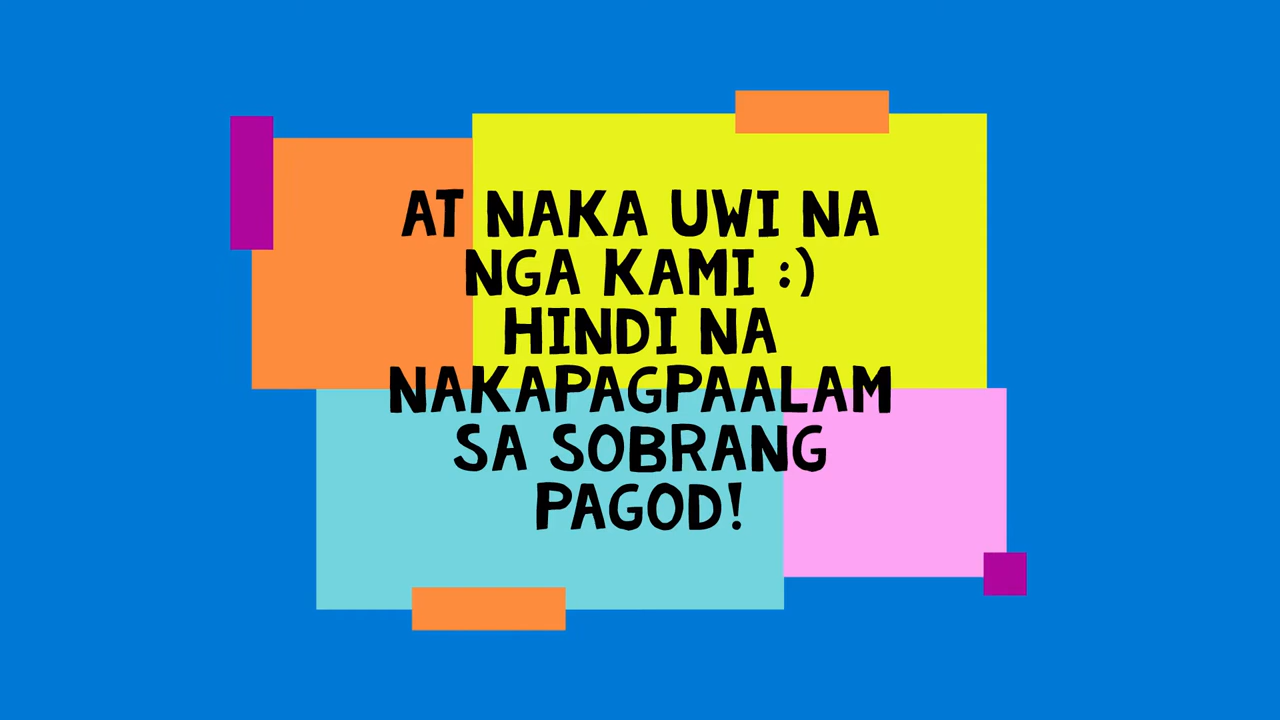 AT NAKA UWI NA
NGA KAMI :)
HINDI NA
NAKAPAGPAALAM
SA SOBRANG
PAGOD!